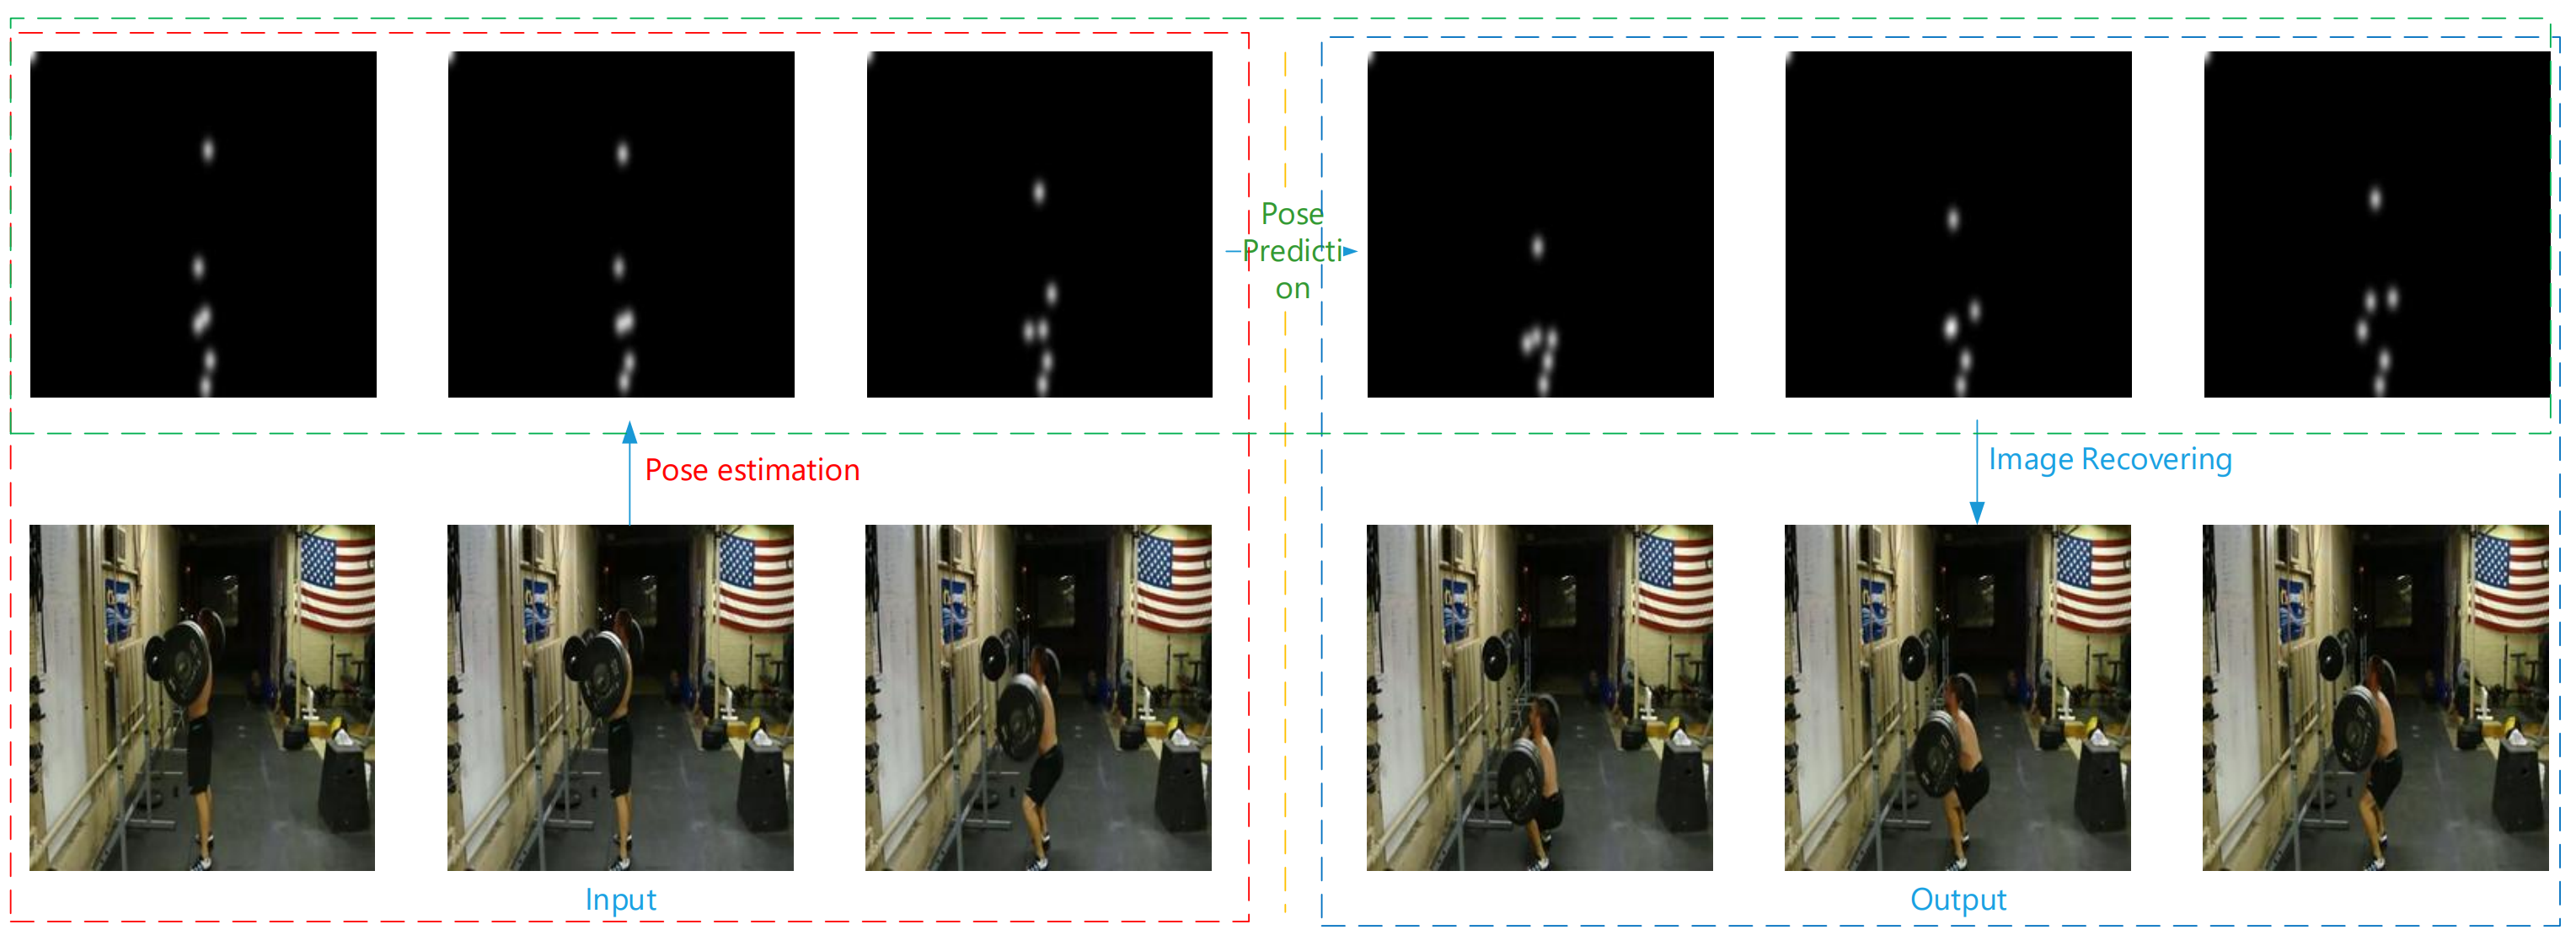 Pose
Predicti
on
Pose estimation
Image Recovering
Input
Output